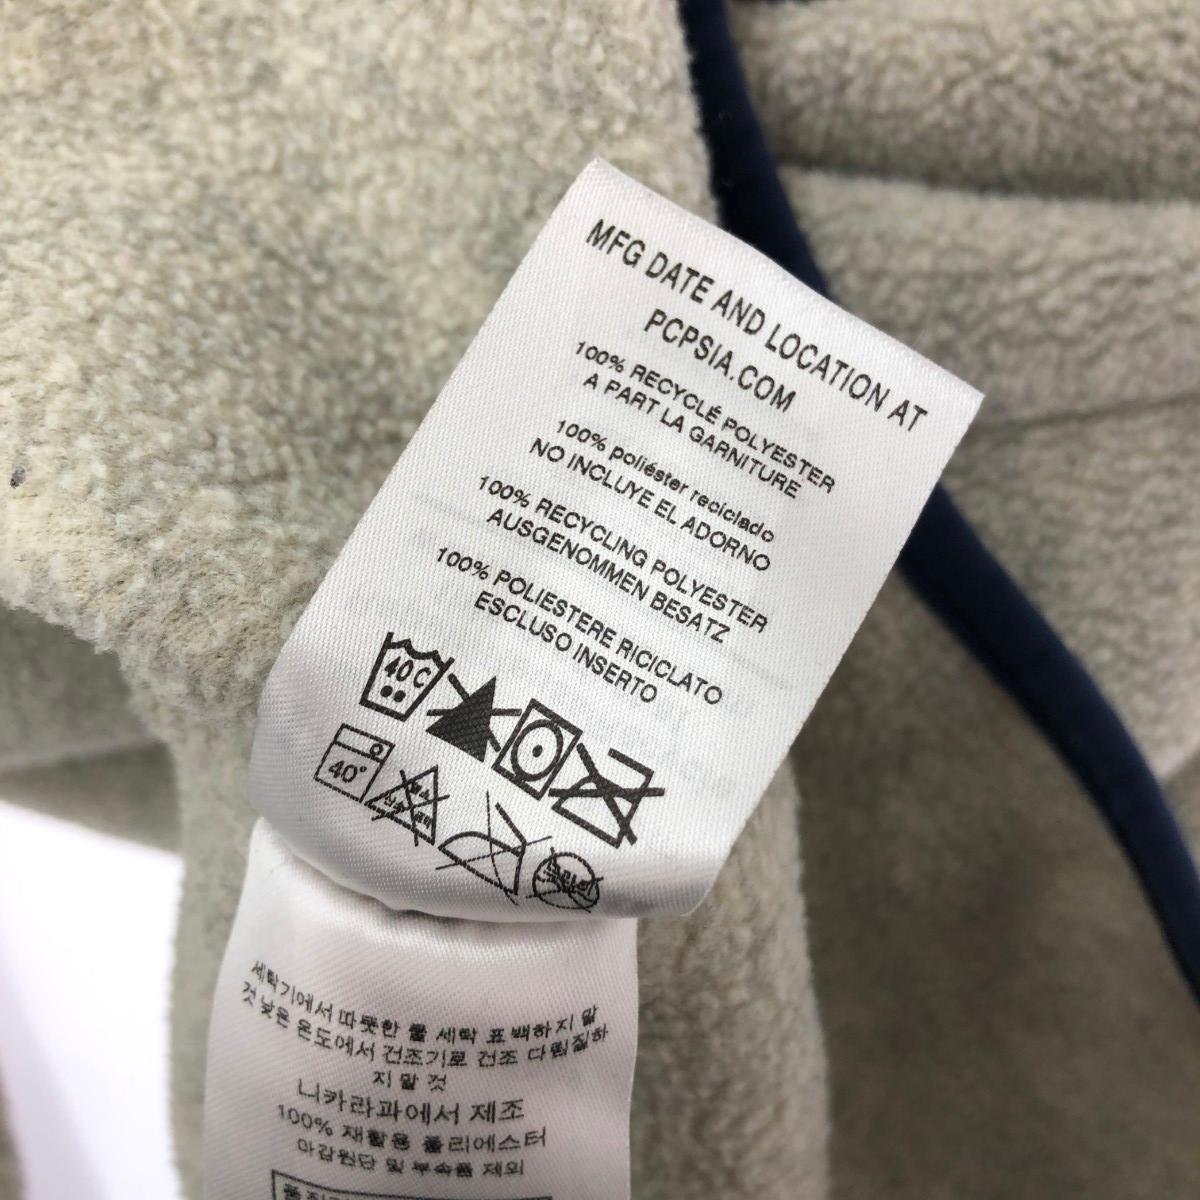 MFG DATE AND LOCATION AT
PCPSIA.COM
100% RECYCLÉ POLYESTER
A PART LA GARNITURE
100% poliéster reciclado
NO INCLUYE EL ADORNO
100% RECYCLING POLYESTER
AUSGENOMMEN BESATZ
100% POLIESTERE RICICLATO
ESCLUSO INSERTO
40C
40°
세탁기에서 따뜻한 물 세탁 표백하지 말
것 낮은 온도에서 건조기로 건조 다림질하
지 말 것
니카라과에서 제조
100% 재활용 폴리에스터
마감원단 및 부속품 제외